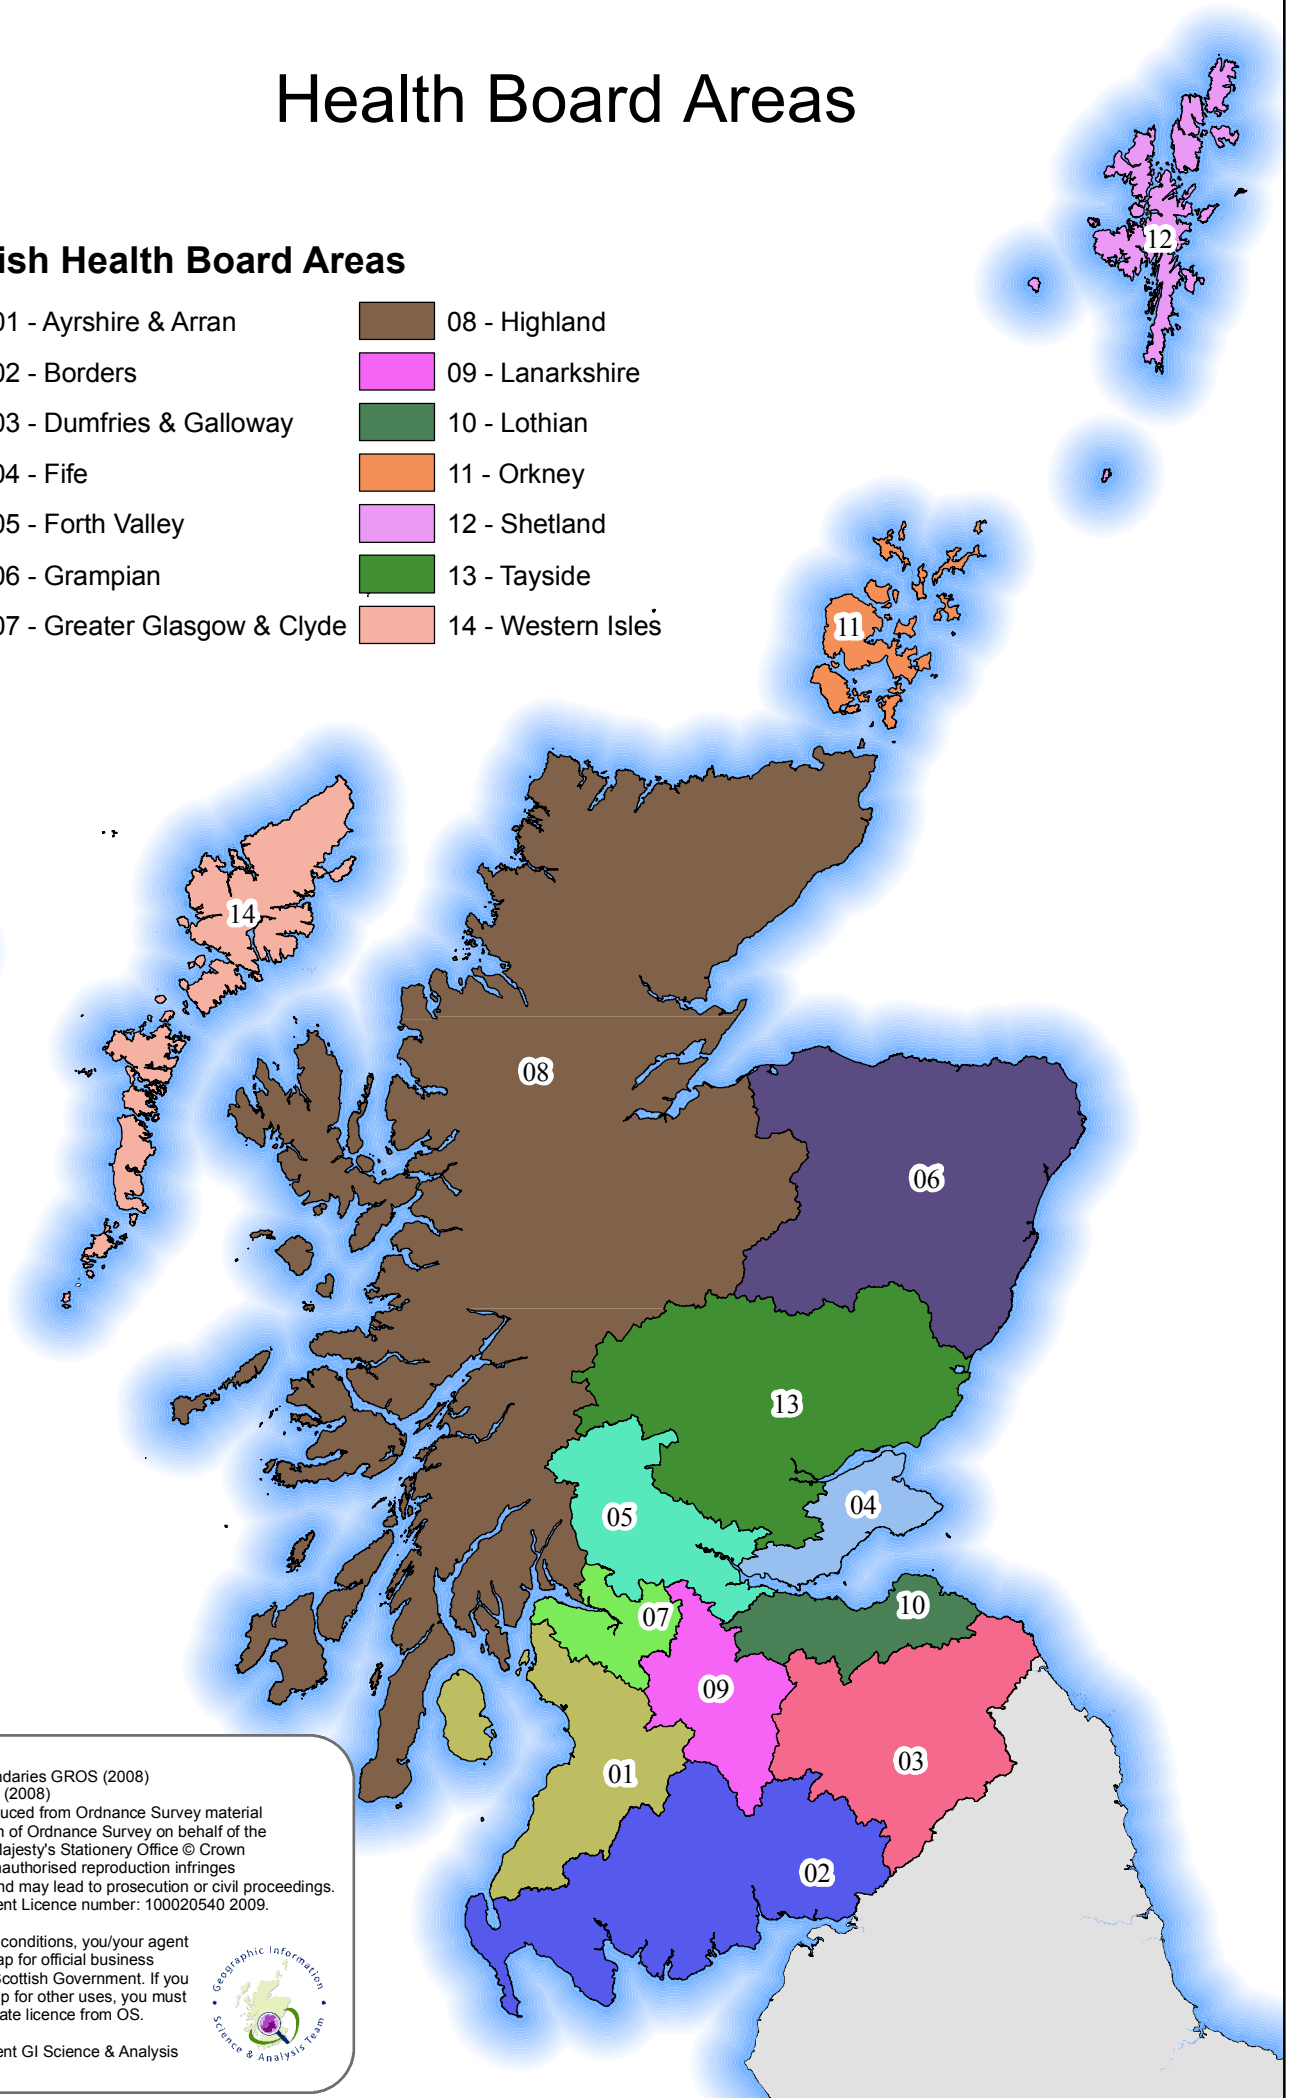 Health Board Areas
ish Health Board Areas
01 - Ayrshire & Arran
02 - Borders
03 - Dumfries & Galloway
04 - Fife
05 - Forth Valley
06 - Grampian
07 - Greater Glasgow & Clyde
08 - Highland
09 - Lanarkshire
10 - Lothian
11 - Orkney
12 - Shetland
13 - Tayside
14 - Western Isles
12
11
14
08
06
13
04
05
10
07
09
03
01
02
ndaries GROS (2008)
(2008)
uced from Ordnance Survey material
n of Ordnance Survey on behalf of the
Majesty's Stationery Office © Crown
nauthorised reproduction infringes
nd may lead to prosecution or civil proceedings.
ent Licence number: 100020540 2009.
conditions, you/your agent
ap for official business
Scottish Government. If you
p for other uses, you must
ate licence from OS.
ent GI Science & Analysis
Geographic Information
Science & Analysis Team